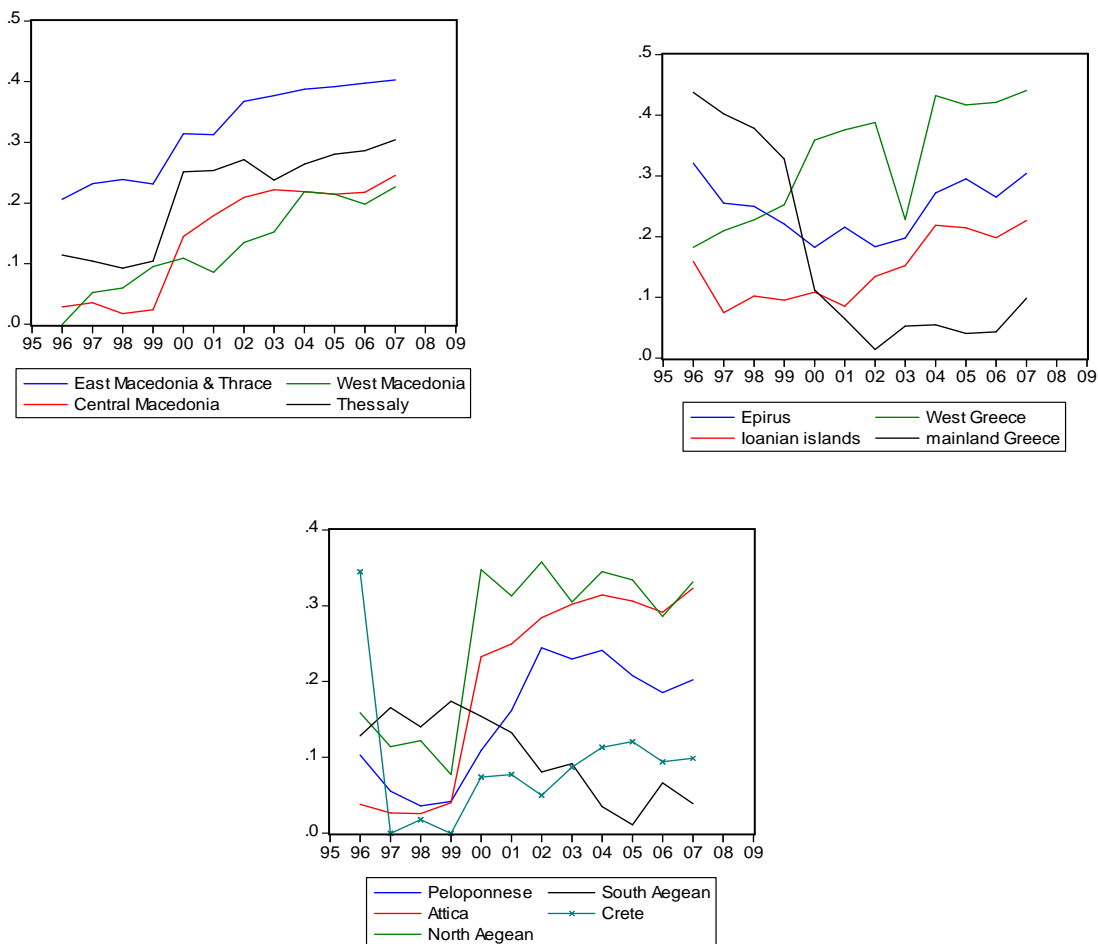 .5
.4
.3
.2
.1
.0
95 96 97 98 99 00 01 02 03 04 05 06 07 08 09
East Macedonia & Thrace West Macedonia
Central Macedonia Thessaly
.5
.4
.3
.2
.1
.0
95 96 97 98 99 00 01 02 03 04 05 06 07 08 09
Epirus West Greece
Ioanian islands mainland Greece
.4
.3
.2
.1
.0
95 96 97 98 99 00 01 02 03 04 05 06 07 08 09
Peloponnese South Aegean
Attica Crete
North Aegean